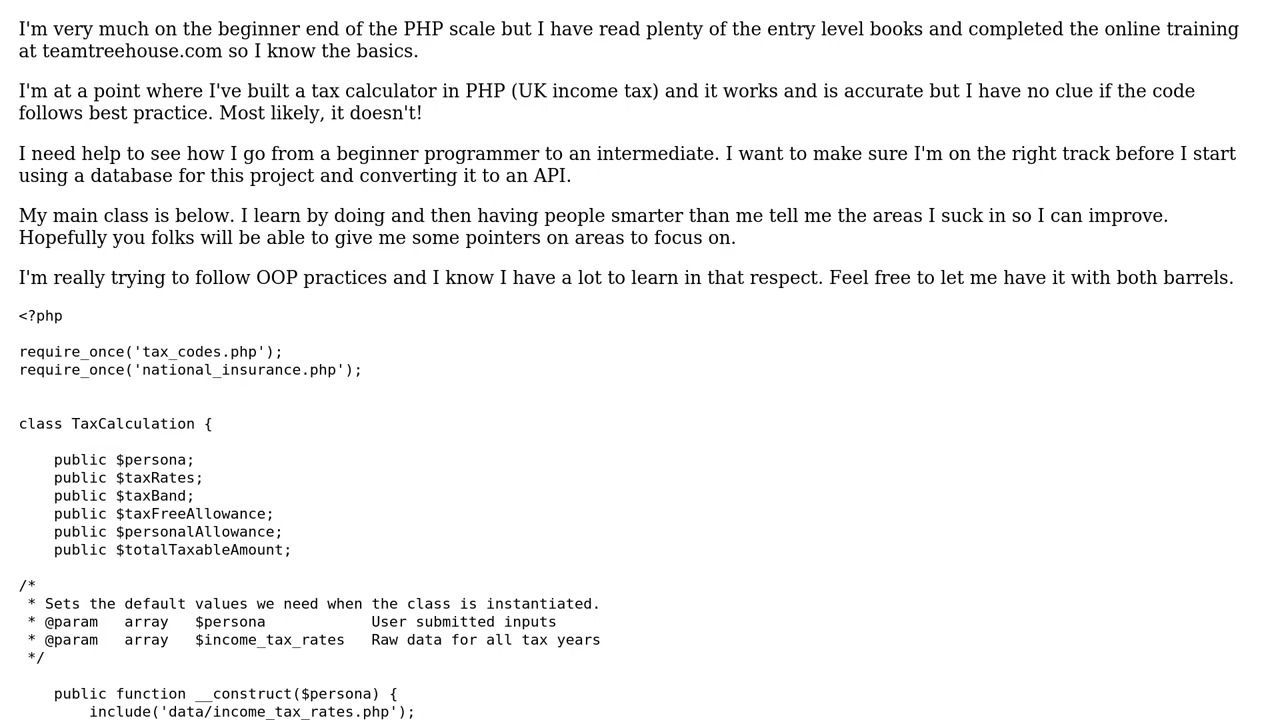 I'm very much on the beginner end of the PHP scale but I have read plenty of the entry level books and completed the online training
at teamtreehouse.com so I know the basics.
I'm at a point where I've built a tax calculator in PHP (UK income tax) and it works and is accurate but I have no clue if the code
follows best practice. Most likely, it doesn't!
I need help to see how I go from a beginner programmer to an intermediate. I want to make sure I'm on the right track before I start
using a database for this project and converting it to an API.
My main class is below. I learn by doing and then having people smarter than me tell me the areas I suck in so I can improve.
Hopefully you folks will be able to give me some pointers on areas to focus on.
I'm really trying to follow OOP practices and I know I have a lot to learn in that respect. Feel free to let me have it with both barrels.
<?php
require_once('tax_codes.php');
require_once('national_insurance.php');
class TaxCalculation {
    public $persona;
    public $taxRates;
    public $taxBand;
    public $taxFreeAllowance;
    public $personalAllowance;
    public $totalTaxableAmount;
/*
 * Sets the default values we need when the class is instantiated.
 * @param   array   $persona            User submitted inputs
 * @param   array   $income_tax_rates   Raw data for all tax years
 */
    public function __construct($persona) {
        include('data/income_tax_rates.php');